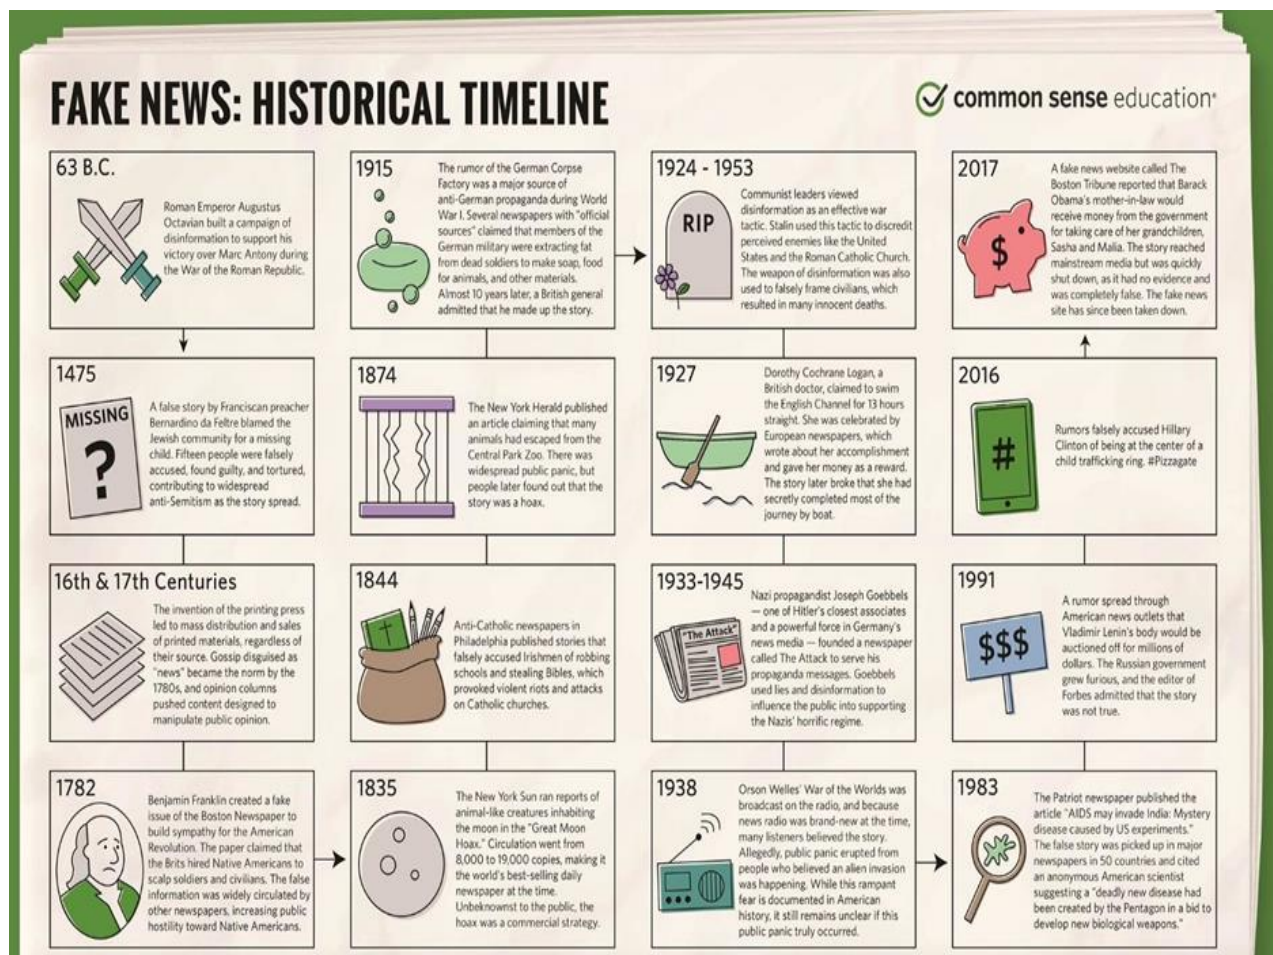 FAKE NEWS: HISTORICAL TIMELINE
common sense education®
63 B.C.
Roman Emperor Augustus
Octavian built a campaign of
disinformation to support his
victory over Marc Antony during
the War of the Roman Republic.
1475
MISSING
?
A false story by Franciscan preacher
Bernardino da Feltre blamed the
Jewish community for a missing
child. Fifteen people were falsely
accused, found guilty, and tortured,
contributing to widespread
anti-Semitism as the story spread.
16th & 17th Centuries
The invention of the printing press
led to mass distribution and sales
of printed materials, regardless of
their source. Gossip disguised as
"news" became the norm by the
1780s, and opinion columns
pushed content designed to
manipulate public opinion.
1782
Benjamin Franklin created a fake
issue of the Boston Newspaper to
build sympathy for the American
Revolution. The paper claimed that
the Brits hired Native Americans to
scalp soldiers and civilians. The false
information was widely circulated by
other newspapers, increasing public
hostility toward Native Americans.
1835
The New York Sun ran reports of
animal-like creatures inhabiting
the moon in the "Great Moon
Hoax." Circulation went from
8,000 to 19,000 copies, making it
the world's best-selling daily
newspaper at the time.
Unbeknownst to the public, the
hoax was a commercial strategy.
1844
Anti-Catholic newspapers in
Philadelphia published stories that
falsely accused Irishmen of robbing
schools and stealing Bibles, which
provoked violent riots and attacks
on Catholic churches.
1874
The New York Herald published
an article claiming that many
animals had escaped from the
Central Park Zoo. There was
widespread public panic, but
people later found out that the
story was a hoax.
1915
The rumor of the German Corpse
Factory was a major source of
anti-German propaganda during World
War I. Several newspapers with "official
sources" claimed that members of the
German military were extracting fat
from dead soldiers to make soap, food
for animals, and other materials.
Almost 10 years later, a British general
admitted that he made up the story.
1924 - 1953
RIP
Communist leaders viewed
disinformation as an effective war
tactic. Stalin used this tactic to discredit
perceived enemies like the United
States and the Roman Catholic Church.
The weapon of disinformation was also
used to falsely frame civilians, which
resulted in many innocent deaths.
1927
Dorothy Cochrane Logan, a
British doctor, claimed to swim
the English Channel for 13 hours
straight. She was celebrated by
European newspapers, which
wrote about her accomplishment
and gave her money as a reward.
The story later broke that she had
secretly completed most of the
journey by boat.
1933-1945
"The Attack"
Nazi propagandist Joseph Goebbels
— one of Hitler's closest associates
and a powerful force in Germany's
news media — founded a newspaper
called The Attack to serve his
propaganda messages. Goebbels
used lies and disinformation to
influence the public into supporting
the Nazis' horrific regime.
1938
Orson Welles' War of the Worlds was
broadcast on the radio, and because
news radio was brand-new at the time,
many listeners believed the story.
Allegedly, public panic erupted from
people who believed an alien invasion
was happening. While this rampant
fear is documented in American
history, it still remains unclear if this
public panic truly occurred.
1983
The Patriot newspaper published the
article "AIDS may invade India: Mystery
disease caused by US experiments."
The false story was picked up in major
newspapers in 50 countries and cited
an anonymous American scientist
suggesting a "deadly new disease had
been created by the Pentagon in a bid to
develop new biological weapons."
1991
$$$
A rumor spread through
American news outlets that
Vladimir Lenin's body would be
auctioned off for millions of
dollars. The Russian government
grew furious, and the editor of
Forbes admitted that the story
was not true.
2016
#
Rumors falsely accused Hillary
Clinton of being at the center of a
child trafficking ring. #Pizzagate
2017
$
A fake news website called The
Boston Tribune reported that Barack
Obama's mother-in-law would
receive money from the government
for taking care of her grandchildren,
Sasha and Malia. The story reached
mainstream media but was quickly
shut down, as it had no evidence and
was completely false. The fake news
site has since been taken down.